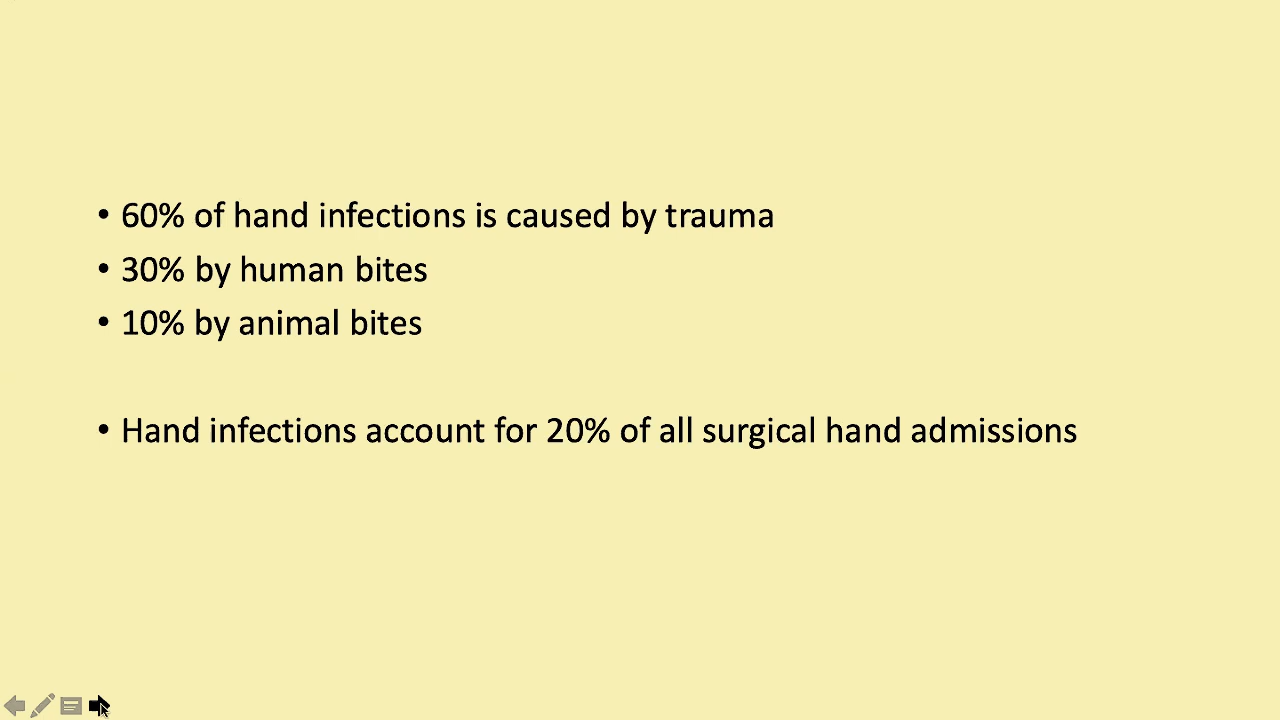 • 60% of hand infections is caused by trauma
• 30% by human bites
• 10% by animal bites
• Hand infections account for 20% of all surgical hand admissions